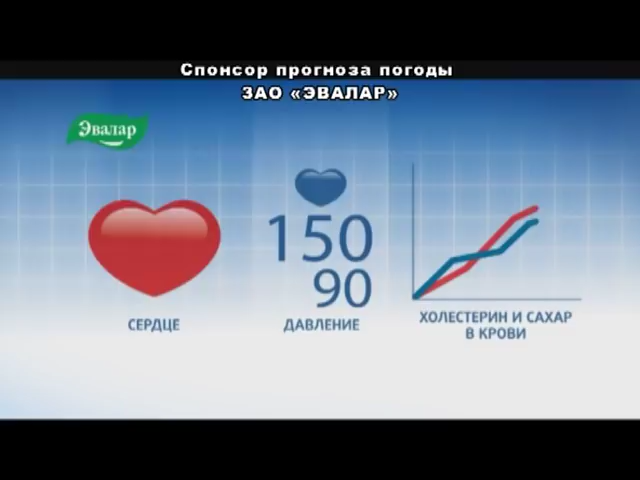 Спонсор прогноза погоды
ЗАО «ЭВАЛАР»
Эвалар
150
90
СЕРДЦЕ
ДАВЛЕНИЕ
ХОЛЕСТЕРИН И САХАР
В КРОВИ